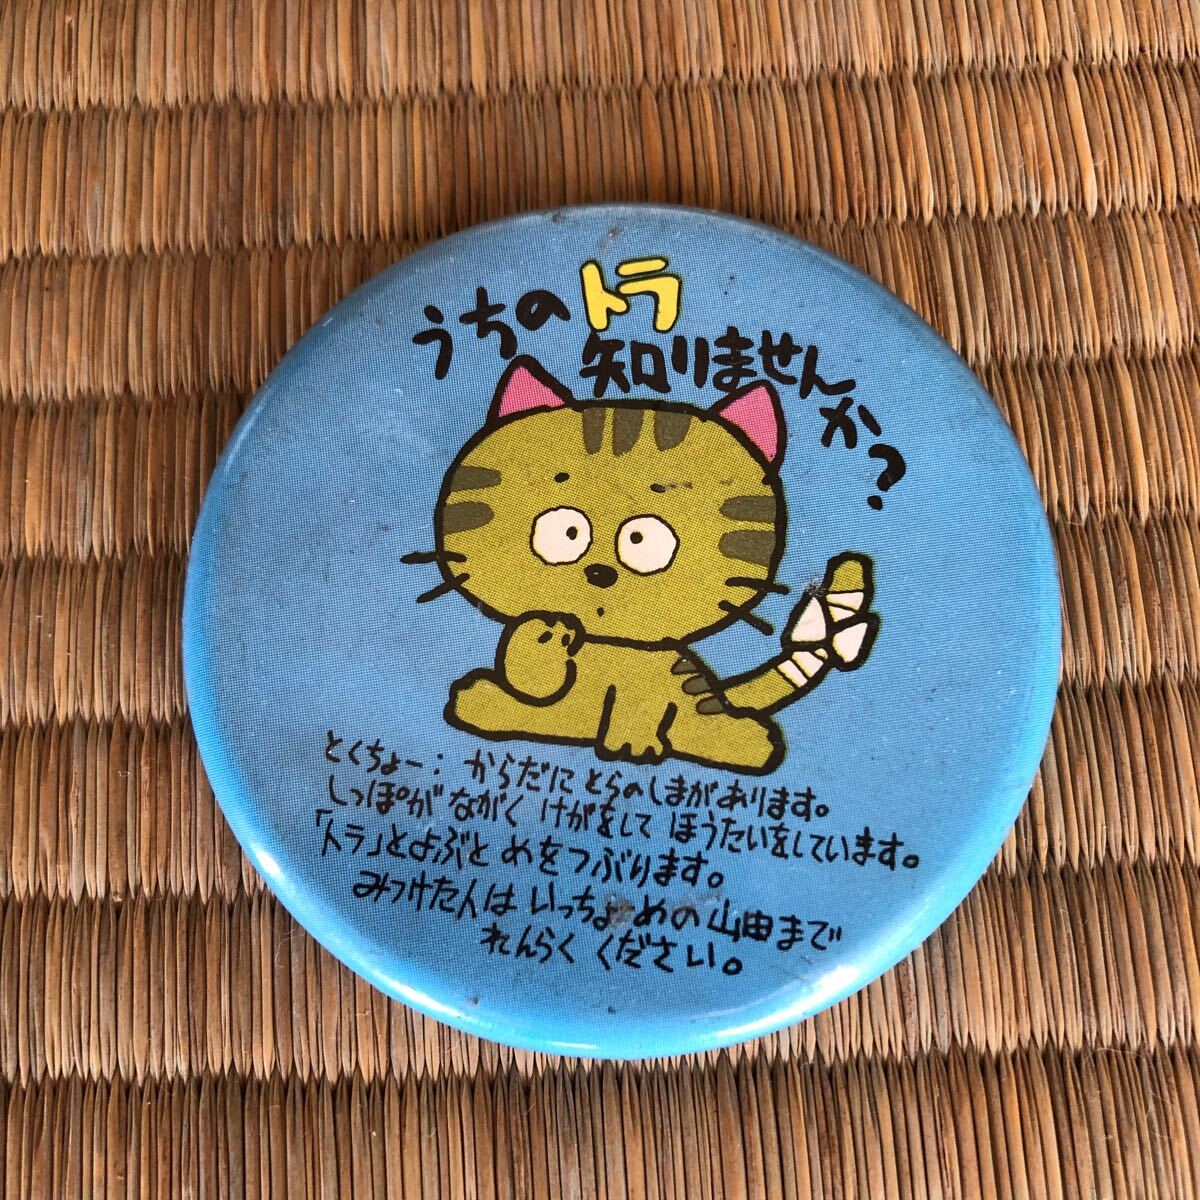 うちのトラ
知りませんか?
とくちょー:からだに とらのしまがあります。
しっぽが ながく けがをして ほうたいをしています。
「トラ」とよぶと めをつぶります。
みつけた人は いっちょめの 山田まで
れんらく ください。